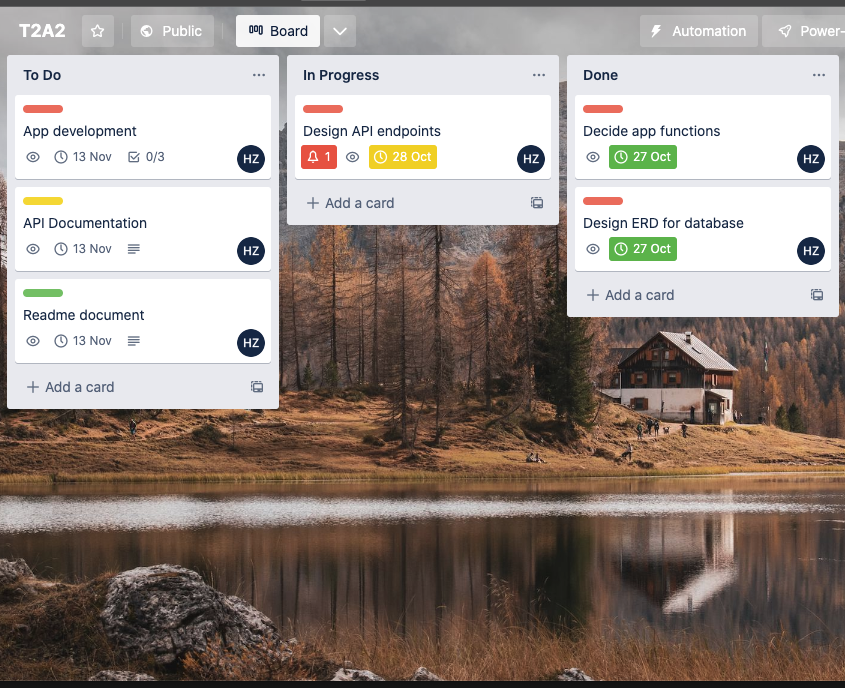 T2A2
Public
Board
Automation
Power-
To Do
App development
13 Nov
0/3
HZ
API Documentation
13 Nov
HZ
Readme document
13 Nov
HZ
Add a card
In Progress
Design API endpoints
1
28 Oct
HZ
Add a card
Done
Decide app functions
27 Oct
HZ
Design ERD for database
27 Oct
HZ
Add a card